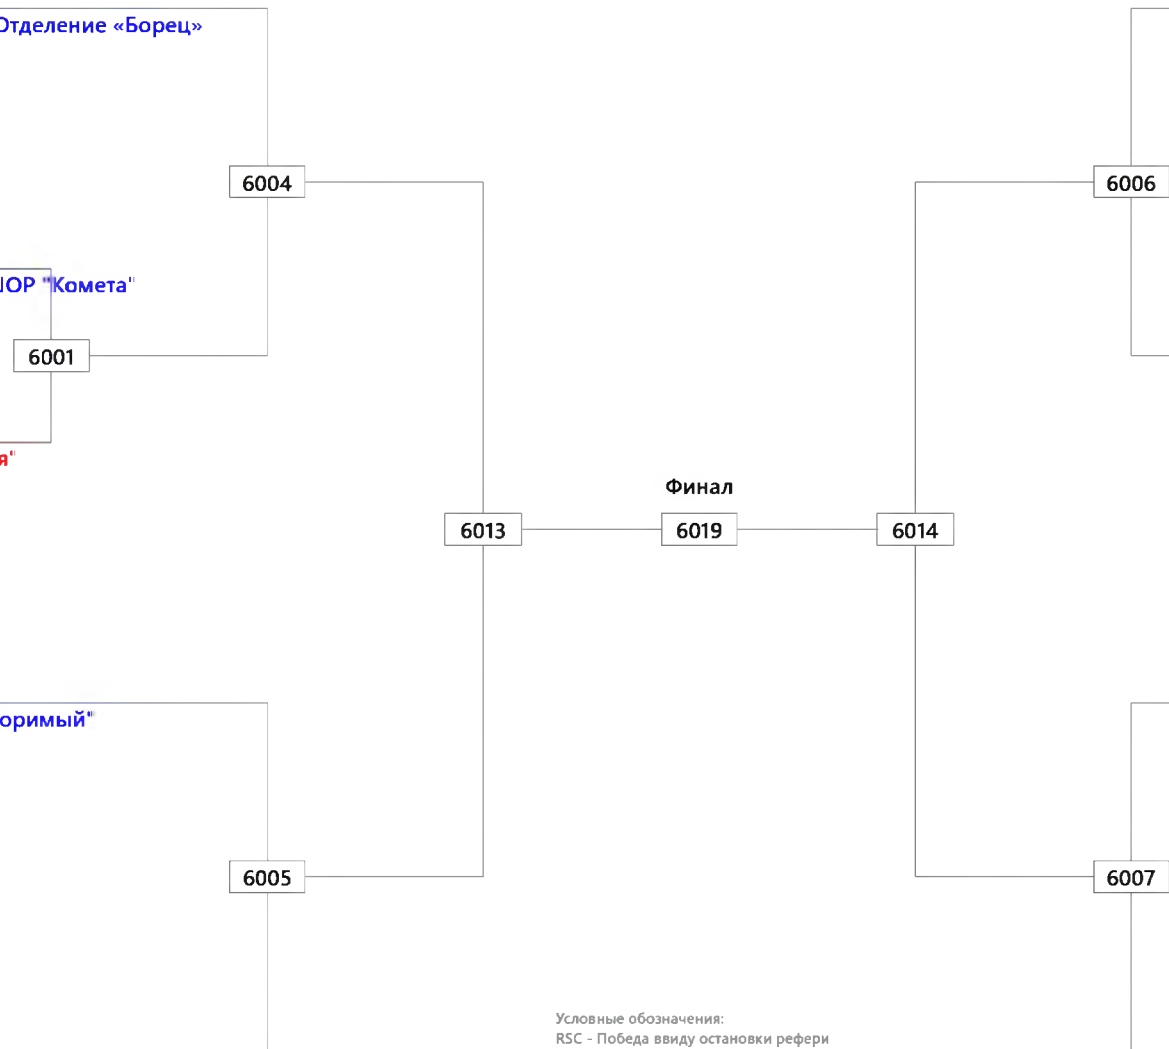 Отделение «Борец»
6004
6006
"Комета"
6001
Финал
6013
6019
6014
6005
6007
Условные обозначения:
RSC - Победа ввиду остановки рефери